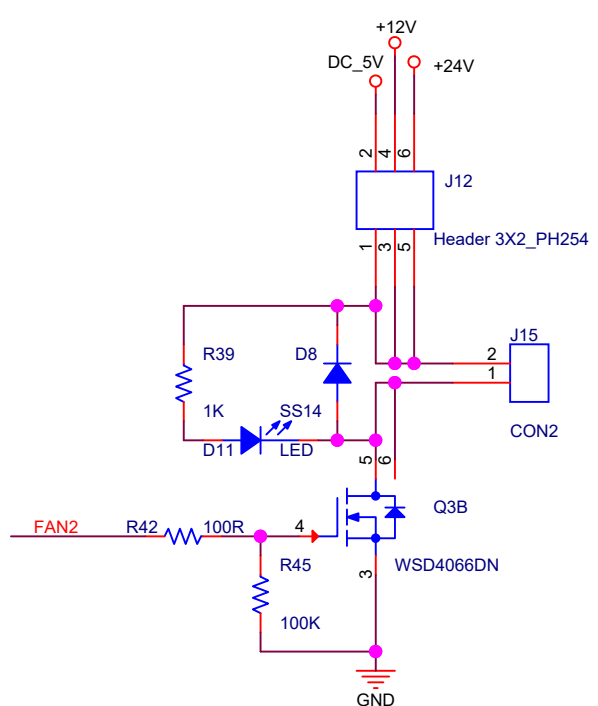 +12V
DC_5V
+24V
2
4
6
J12
Header 3X2_PH254
1
3
5
J15
R39
D8
2
1
1K
SS14
CON2
D11
LED
5
6
Q3B
FAN2
R42
100R
4
R45
WSD4066DN
3
100K
GND